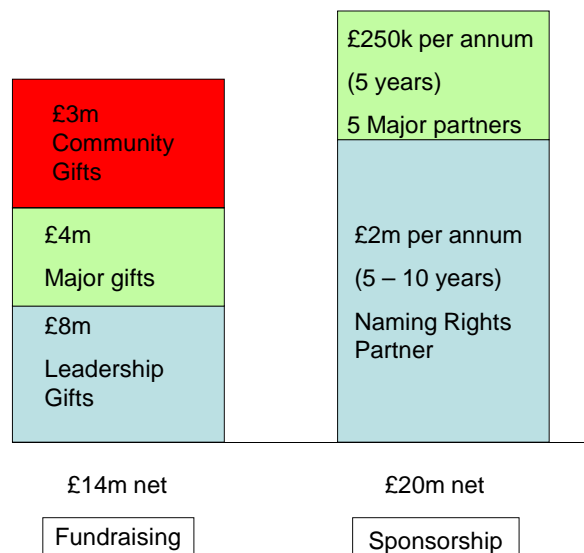 £3m
Community
Gifts
£4m
Major gifts
£8m
Leadership
Gifts
£14m net
Fundraising
£250k per annum
(5 years)
5 Major partners
£2m per annum
(5 – 10 years)
Naming Rights
Partner
£20m net
Sponsorship